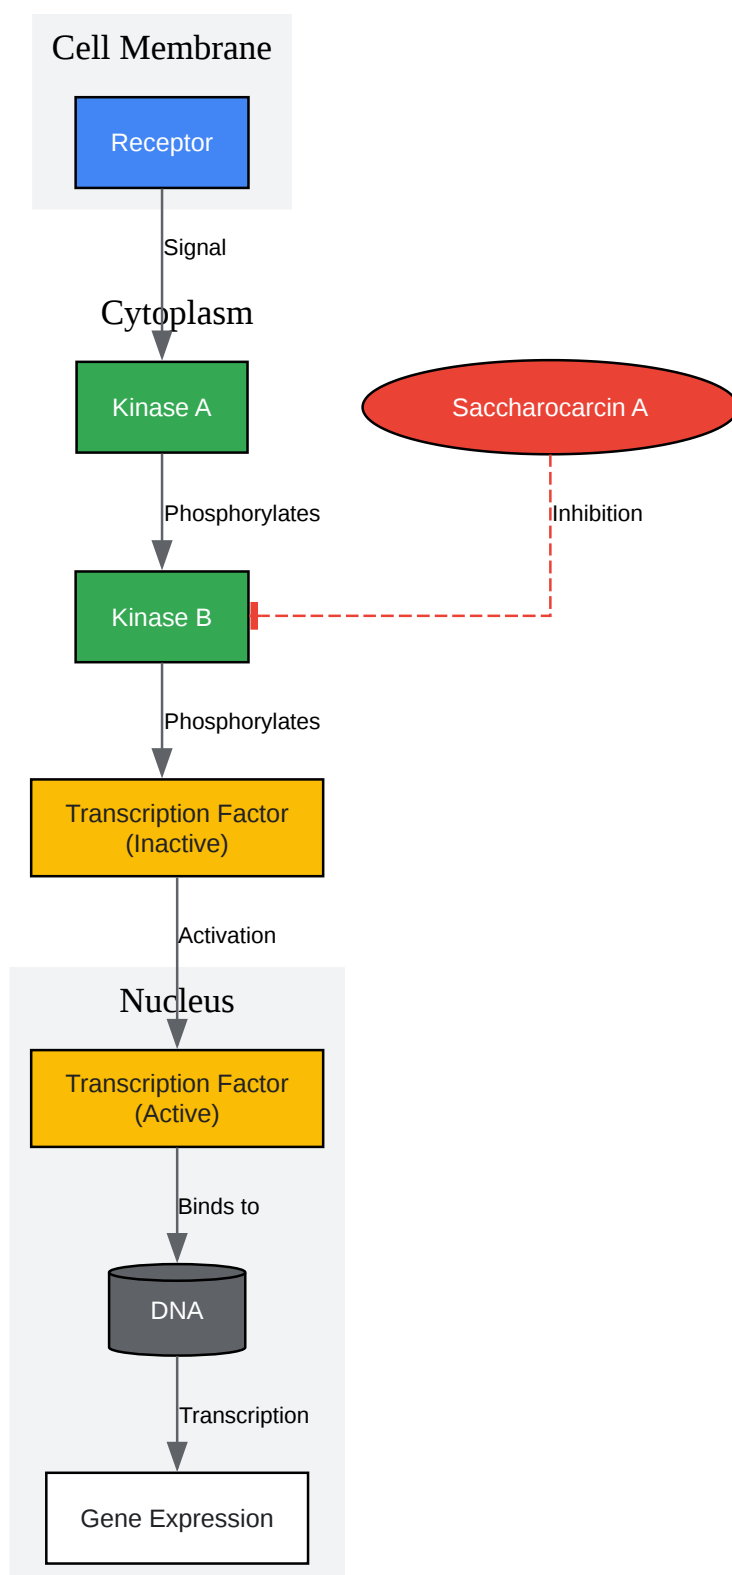 Cell Membrane
Receptor
Signal
Cytoplasm
Kinase A
Saccharocarcin A
Phosphorylates
Inhibition
Kinase B
Phosphorylates
Transcription Factor
(Inactive)
Activation
Nucleus
Transcription Factor
(Active)
Binds to
DNA
Transcription
Gene Expression